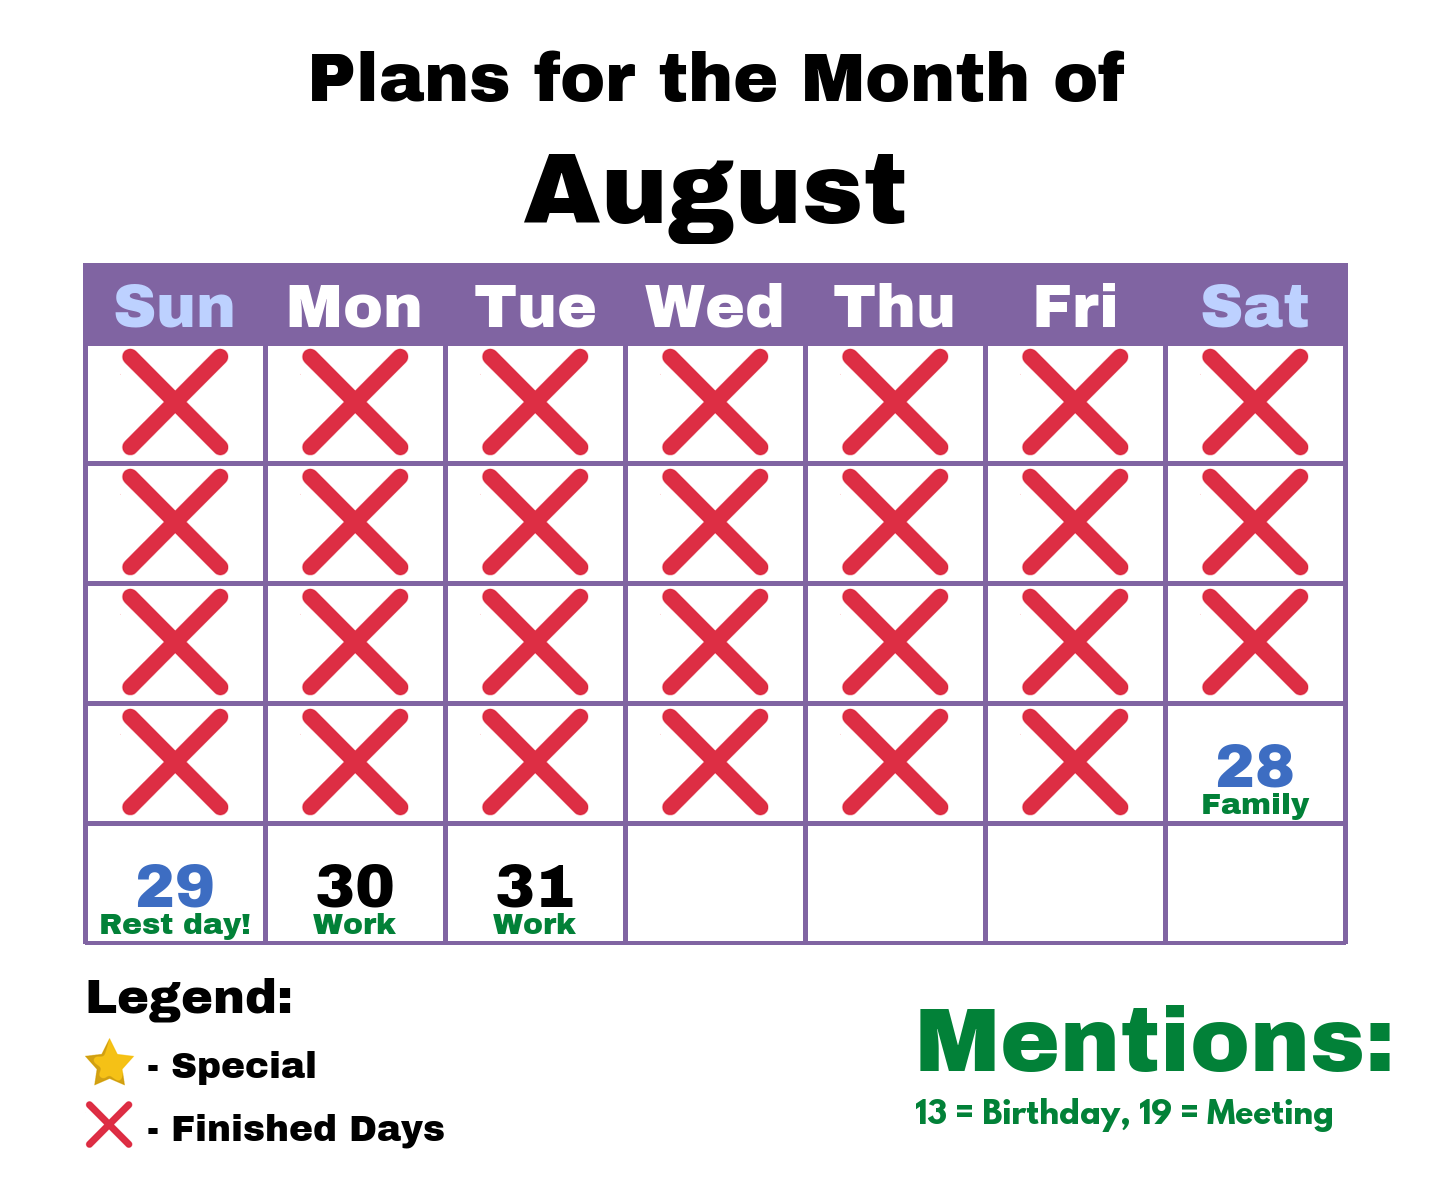 Plans for the Month of
August
Sun Mon Tue Wed Thu Fri Sat
28
Family
29 30 31
Rest day! Work Work
Legend:
- Special
- Finished Days
Mentions:
13 = Birthday, 19 = Meeting